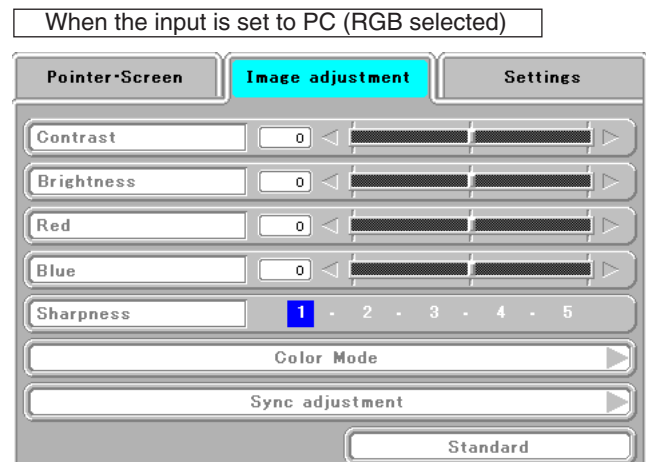 When the input is set to PC (RGB selected)
Pointer·Screen Image adjustment Settings
Contrast 0
Brightness 0
Red 0
Blue 0
Sharpness 1 - 2 - 3 - 4 - 5
Color Mode
Sync adjustment
Standard